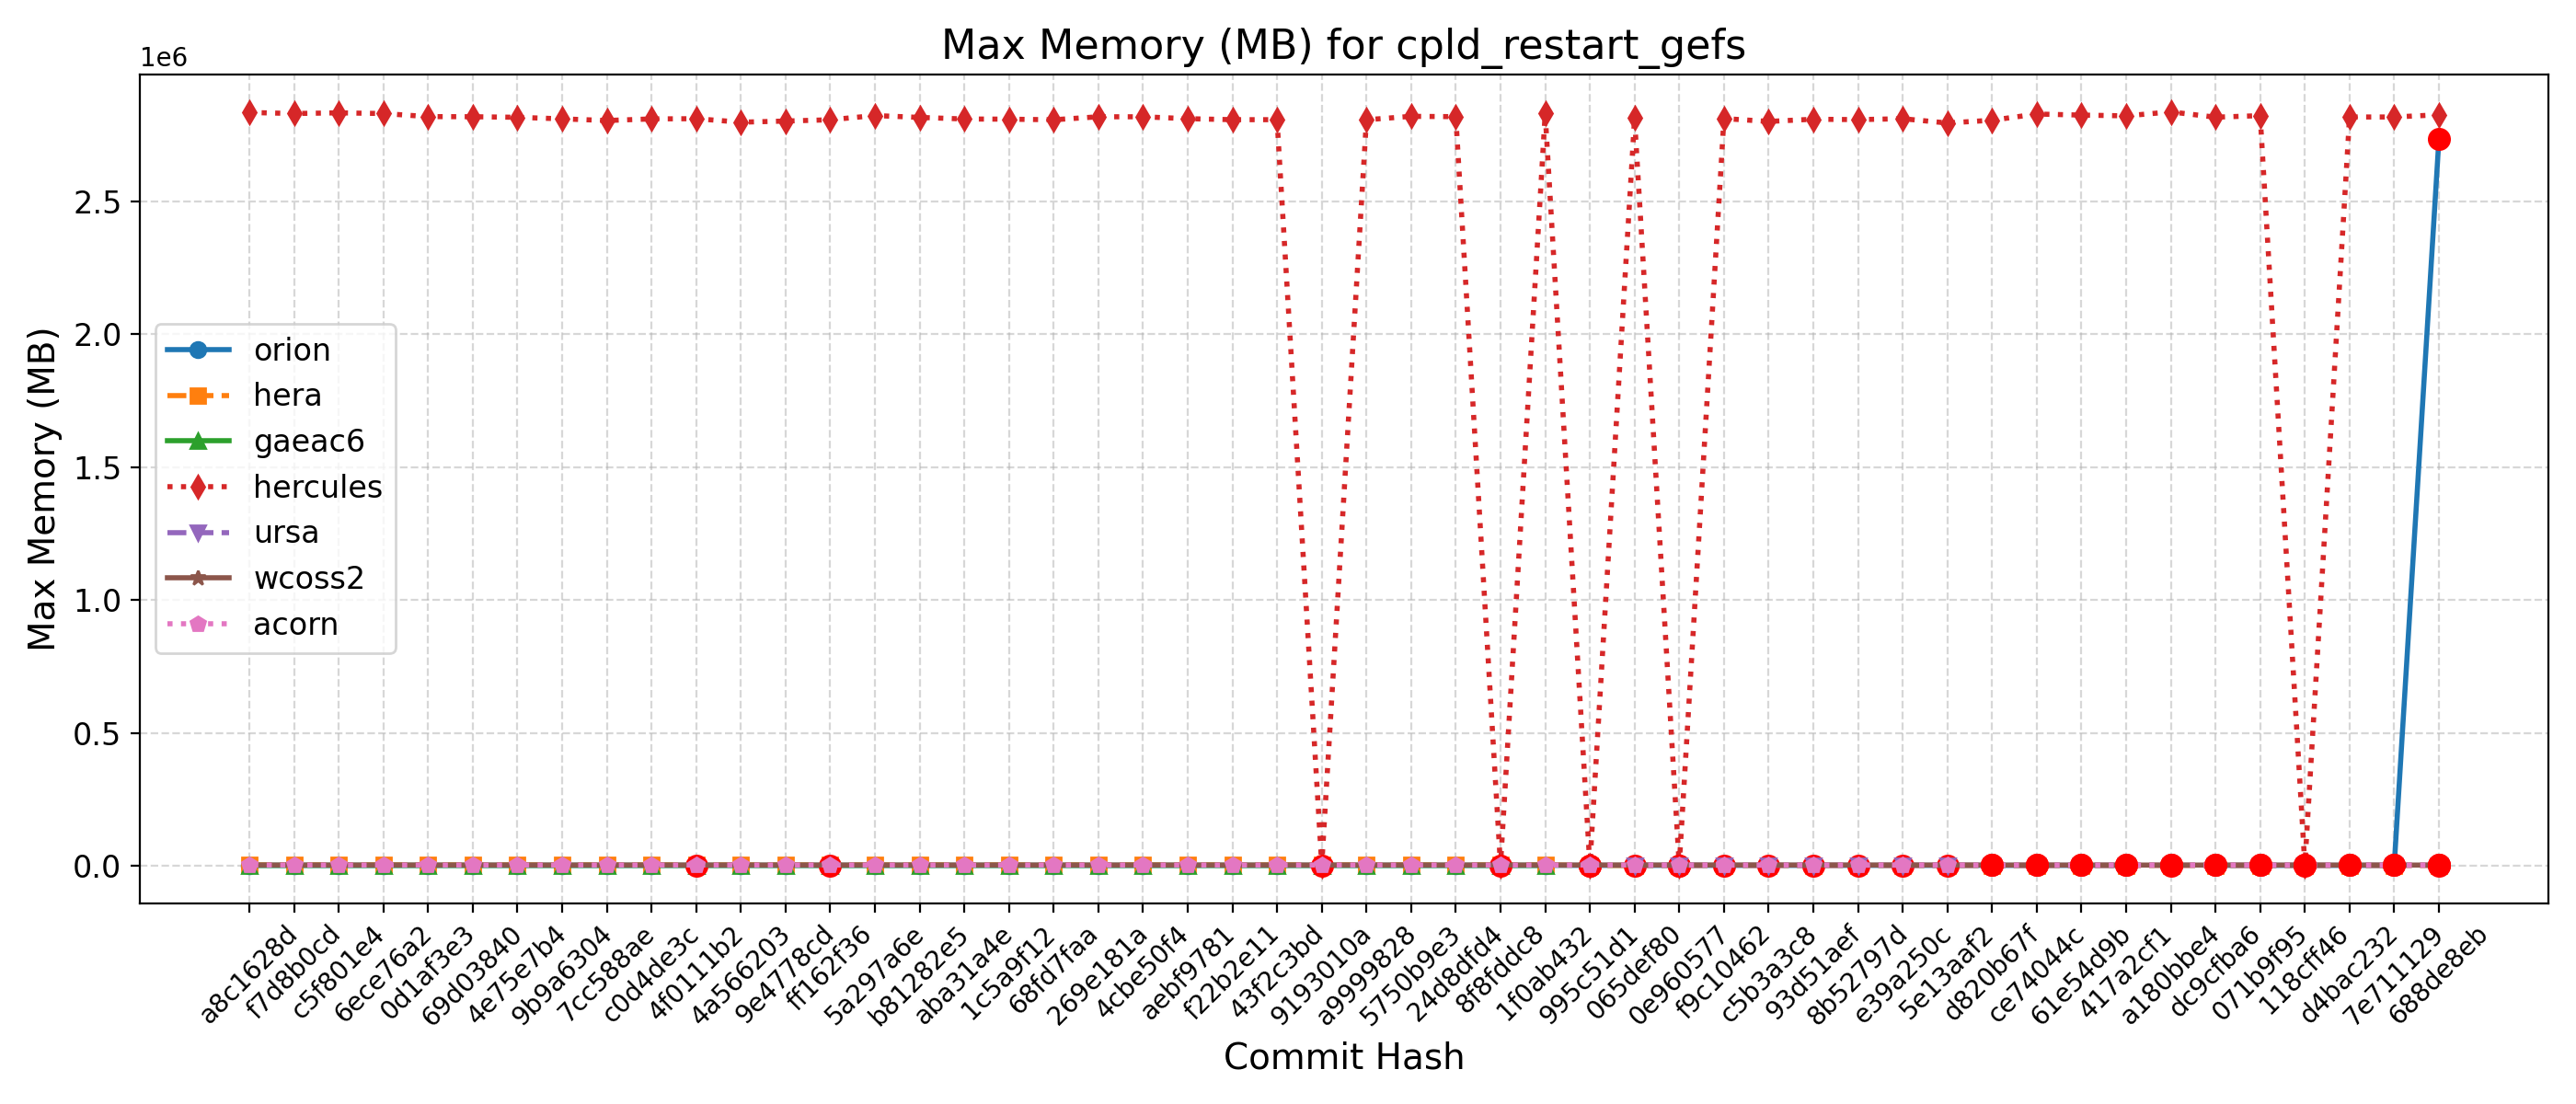 Max Memory (MB) for cpld_restart_gefs
1e6
2.5
2.0
1.5
1.0
0.5
0.0
Max Memory (MB)
orion
hera
gaeac6
hercules
ursa
wcoss2
acorn
a8c1628d
f7d8b0cd
c5f801e4
6ece76a2
0d1af3e3
69d03840
4e75e7b4
9b9a6304
7cc588ae
c0d4de3c
4f0111b2
4a566203
9e4778cd
ff162f36
5a297a6e
b81282e5
aba31a4e
1c5a9f12
68fd7faa
269e181a
4cbe50f4
aebf9781
f22b2e11
43f2c3bd
9193010a
a9999828
5750b9e3
24d8dfd4
8f8fddc8
1f0ab432
995c51d1
065def80
0e960577
f9c10462
c5b3a3c8
93d51aef
8b52797d
e39a250c
5e13aaf2
d820b67f
ce74044c
61e54d9b
417a2cf1
a180bbe4
dc9cfba6
071b9f95
118cff46
d4bac232
7e711129
688de8eb
Commit Hash